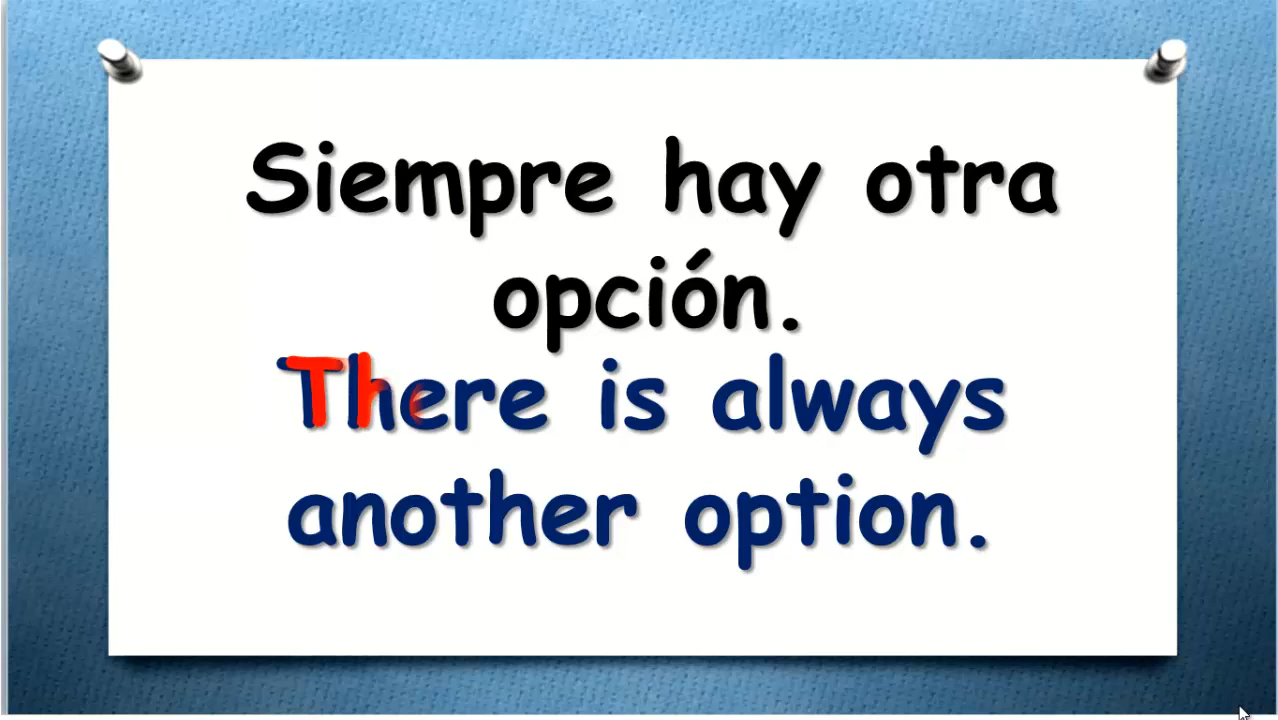 Siempre hay otra
opción.
There is always
another option.